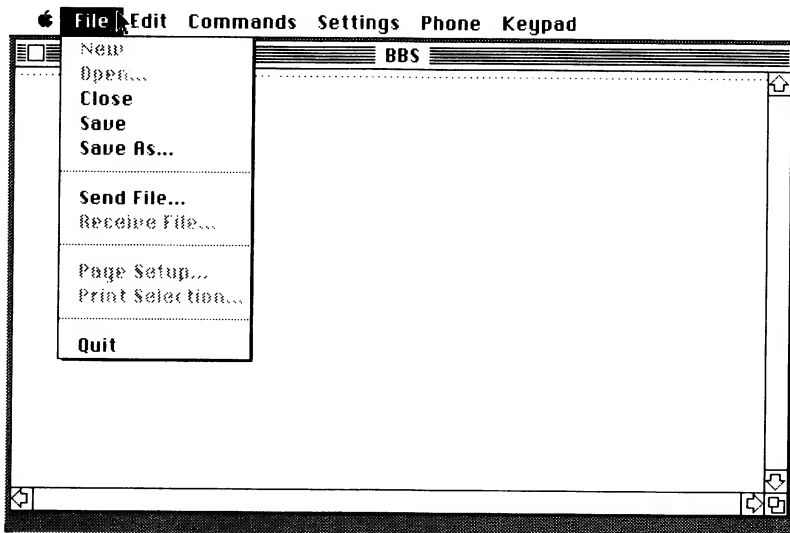 File Edit Commands Settings Phone Keypad
BBS
New
Open...
Close
Save
Save As...
Send File...
Receive File...
Page Setup...
Print Selection...
Quit